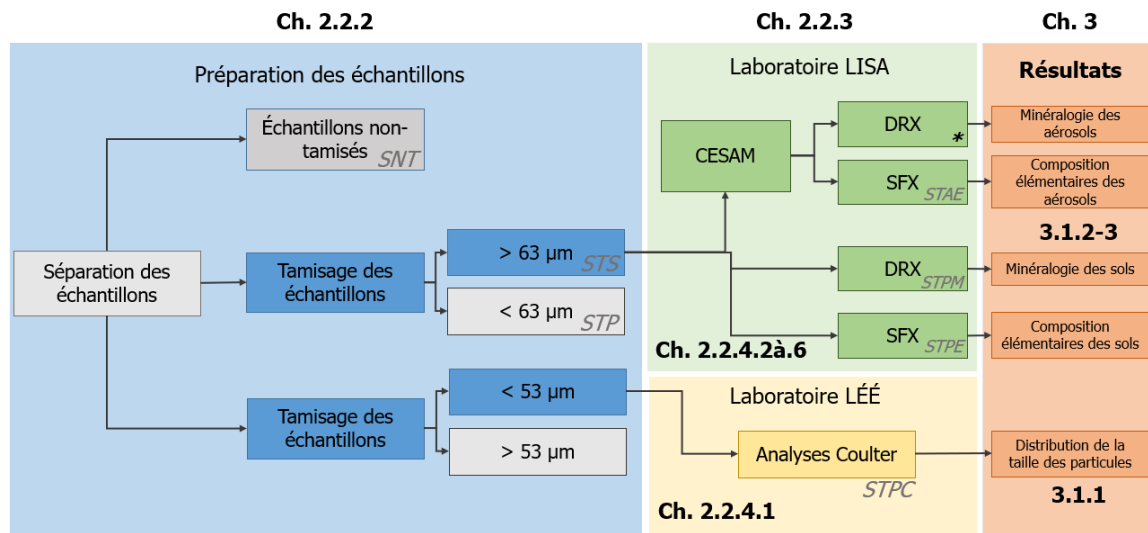 Ch. 2.2.2
Ch. 2.2.3
Ch. 3
Préparation des échantillons
Laboratoire LISA
Résultats
Échantillons non-
tamisés
SNT
CESAM
DRX
*
Minéralogie des
aérosols
SFX
STAE
Composition
élémentaires des
aérosols
3.1.2-3
Séparation des
échantillons
Tamisage des
échantillons
> 63 µm
STS
< 63 µm
STP
DRX
STPM
Minéralogie des sols
SFX
STPE
Composition
élémentaires des sols
Ch. 2.2.4.2à.6
Tamisage des
échantillons
< 53 µm
> 53 µm
Laboratoire LÉÉ
Analyses Coulter
STPC
Distribution de la
taille des particules
3.1.1
Ch. 2.2.4.1